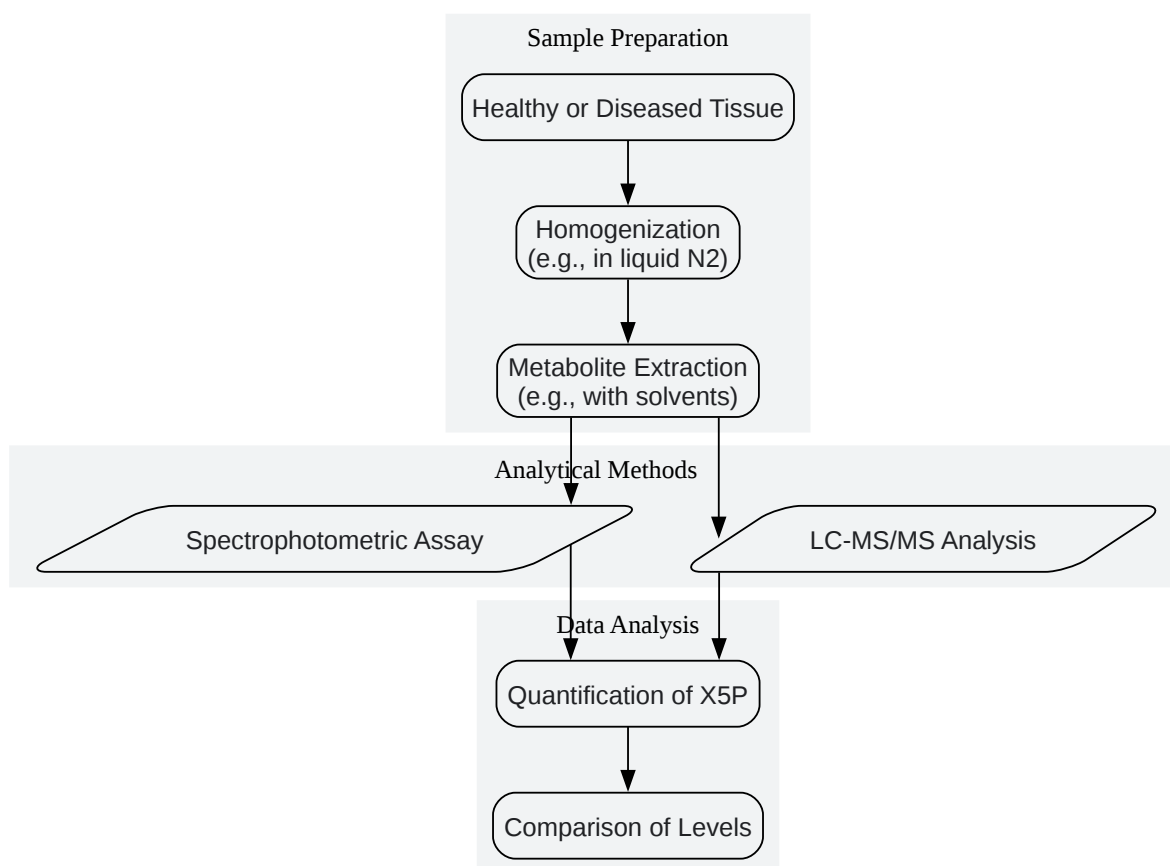 Sample Preparation
Healthy or Diseased Tissue
Homogenization
(e.g., in liquid N2)
Metabolite Extraction
(e.g., with solvents)
Analytical Methods
Spectrophotometric Assay
LC-MS/MS Analysis
Data Analysis
Quantification of X5P
Comparison of Levels